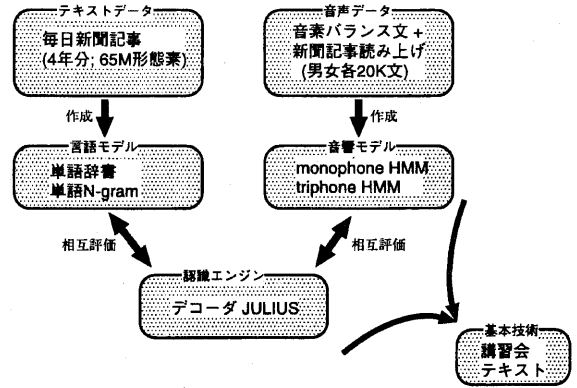 テキストデータ
毎日新聞記事
(4年分; 65M形態素)
音声データ
音素バランス文 +
新聞記事読み上げ
(男女各20K文)
作成
作成
言語モデル
単語辞書
単語N-gram
音響モデル
monophone HMM
triphone HMM
相互評価
相互評価
認識エンジン
デコーダ JULIUS
基本技術
講習会
テキスト